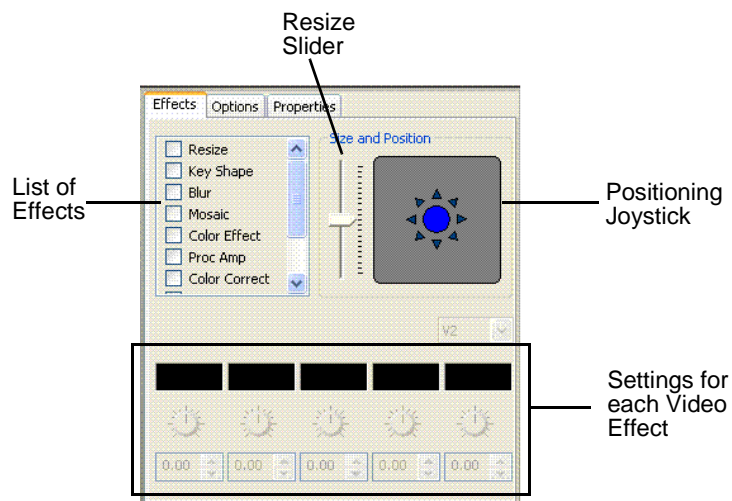 Resize
Slider
Effects
Options
Properties
Size and Position
Resize
Key Shape
Blur
Mosaic
Color Effect
Proc Amp
Color Correct
List of
Effects
Positioning
Joystick
V2
Settings for
each Video
Effect
0.00 0.00 0.00 0.00 0.00